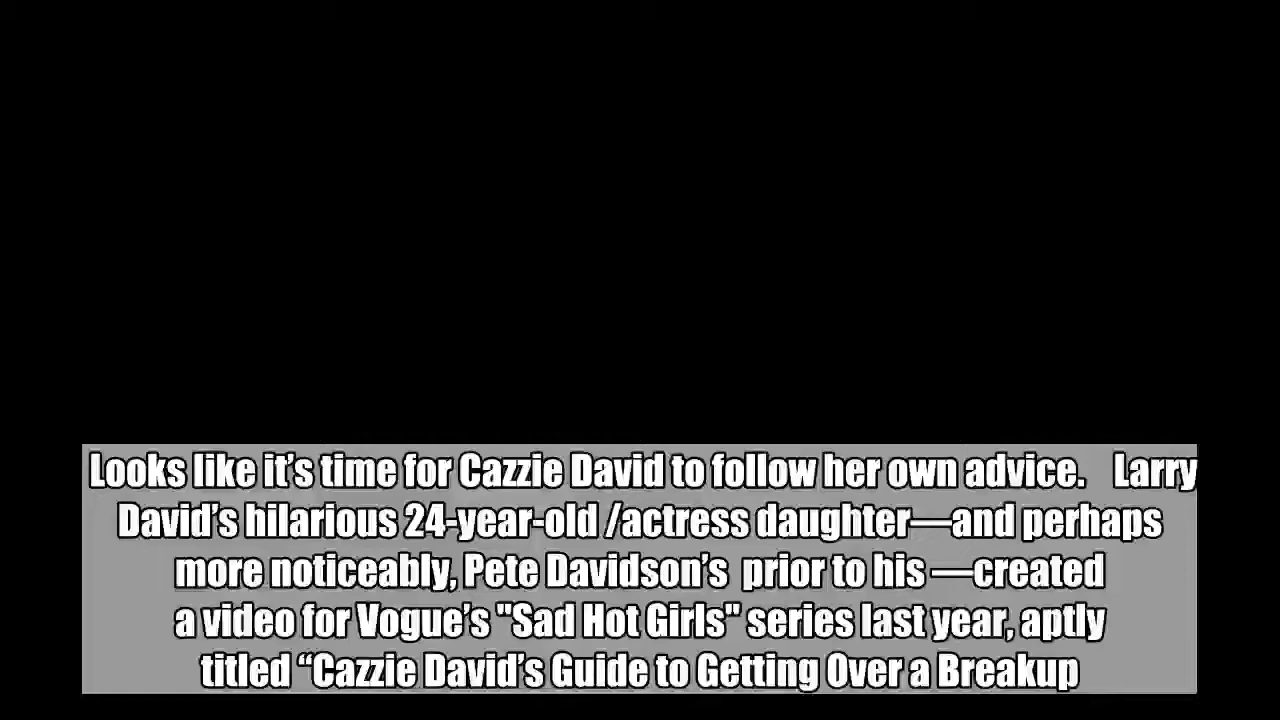 Looks like it’s time for Cazzie David to follow her own advice.    Larry
David’s hilarious 24-year-old /actress daughter—and perhaps
more noticeably, Pete Davidson’s  prior to his —created
a video for Vogue’s "Sad Hot Girls" series last year, aptly
titled “Cazzie David’s Guide to Getting Over a Breakup